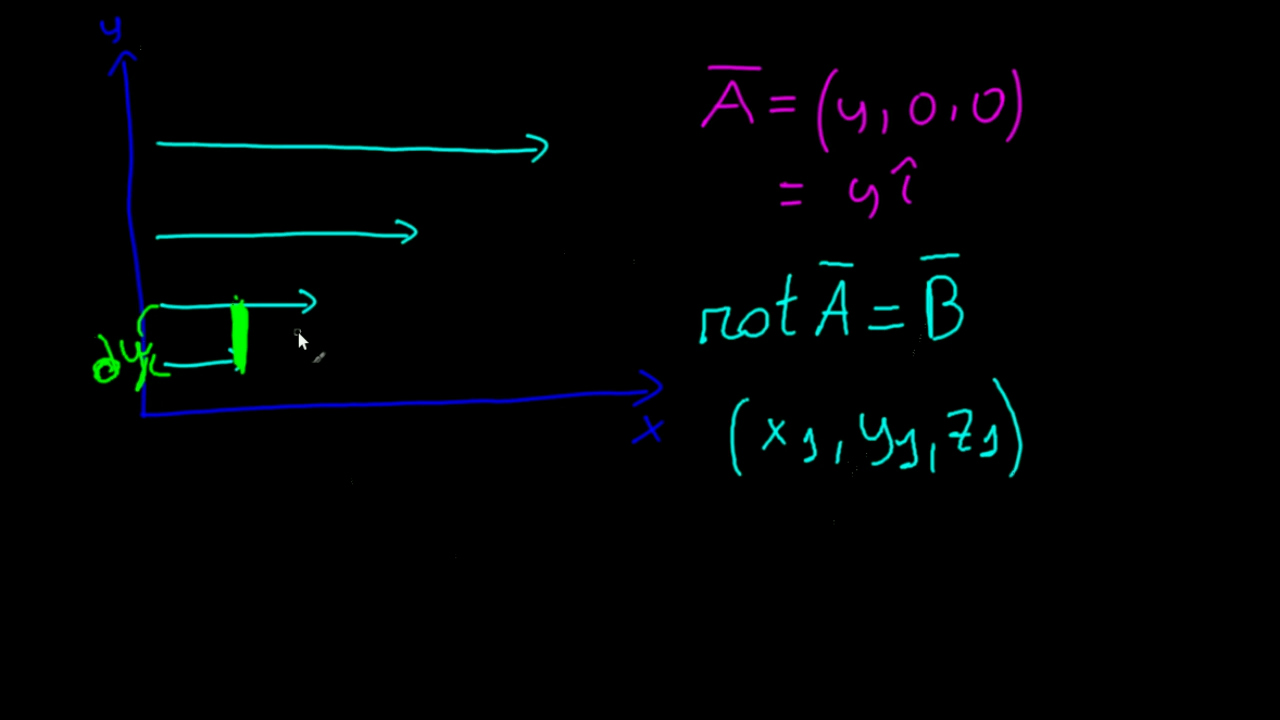 y
A̅ = (y, 0, 0)
= y î
rot A̅ = B̅
dy
(x₁, y₁, z₁)
x